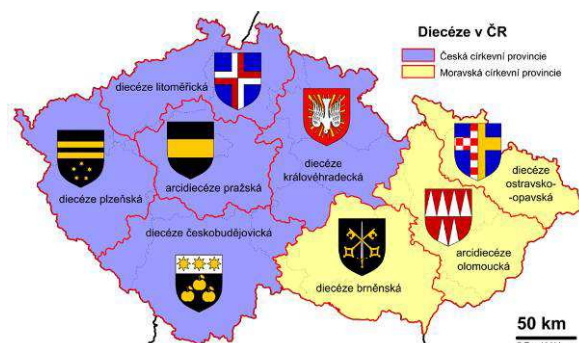 Diecéze v ČR
Česká církevní provincie
Moravská církevní provincie
diecéze litoměřická
diecéze
královéhradecká
diecéze plzeňská
arcidiecéze pražská
diecéze
ostravsko-
opavská
diecéze českobudějovická
arcidiecéze
olomoucká
diecéze brněnská
50 km